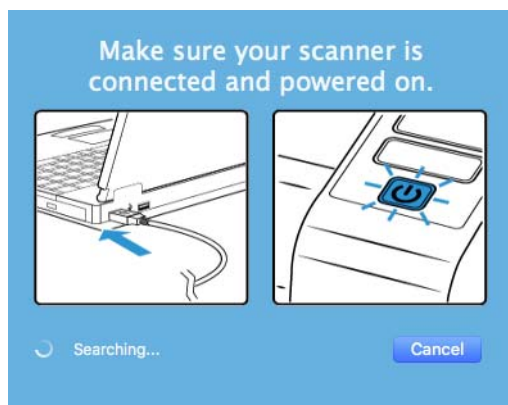 Make sure your scanner is
connected and powered on.
Searching...
Cancel